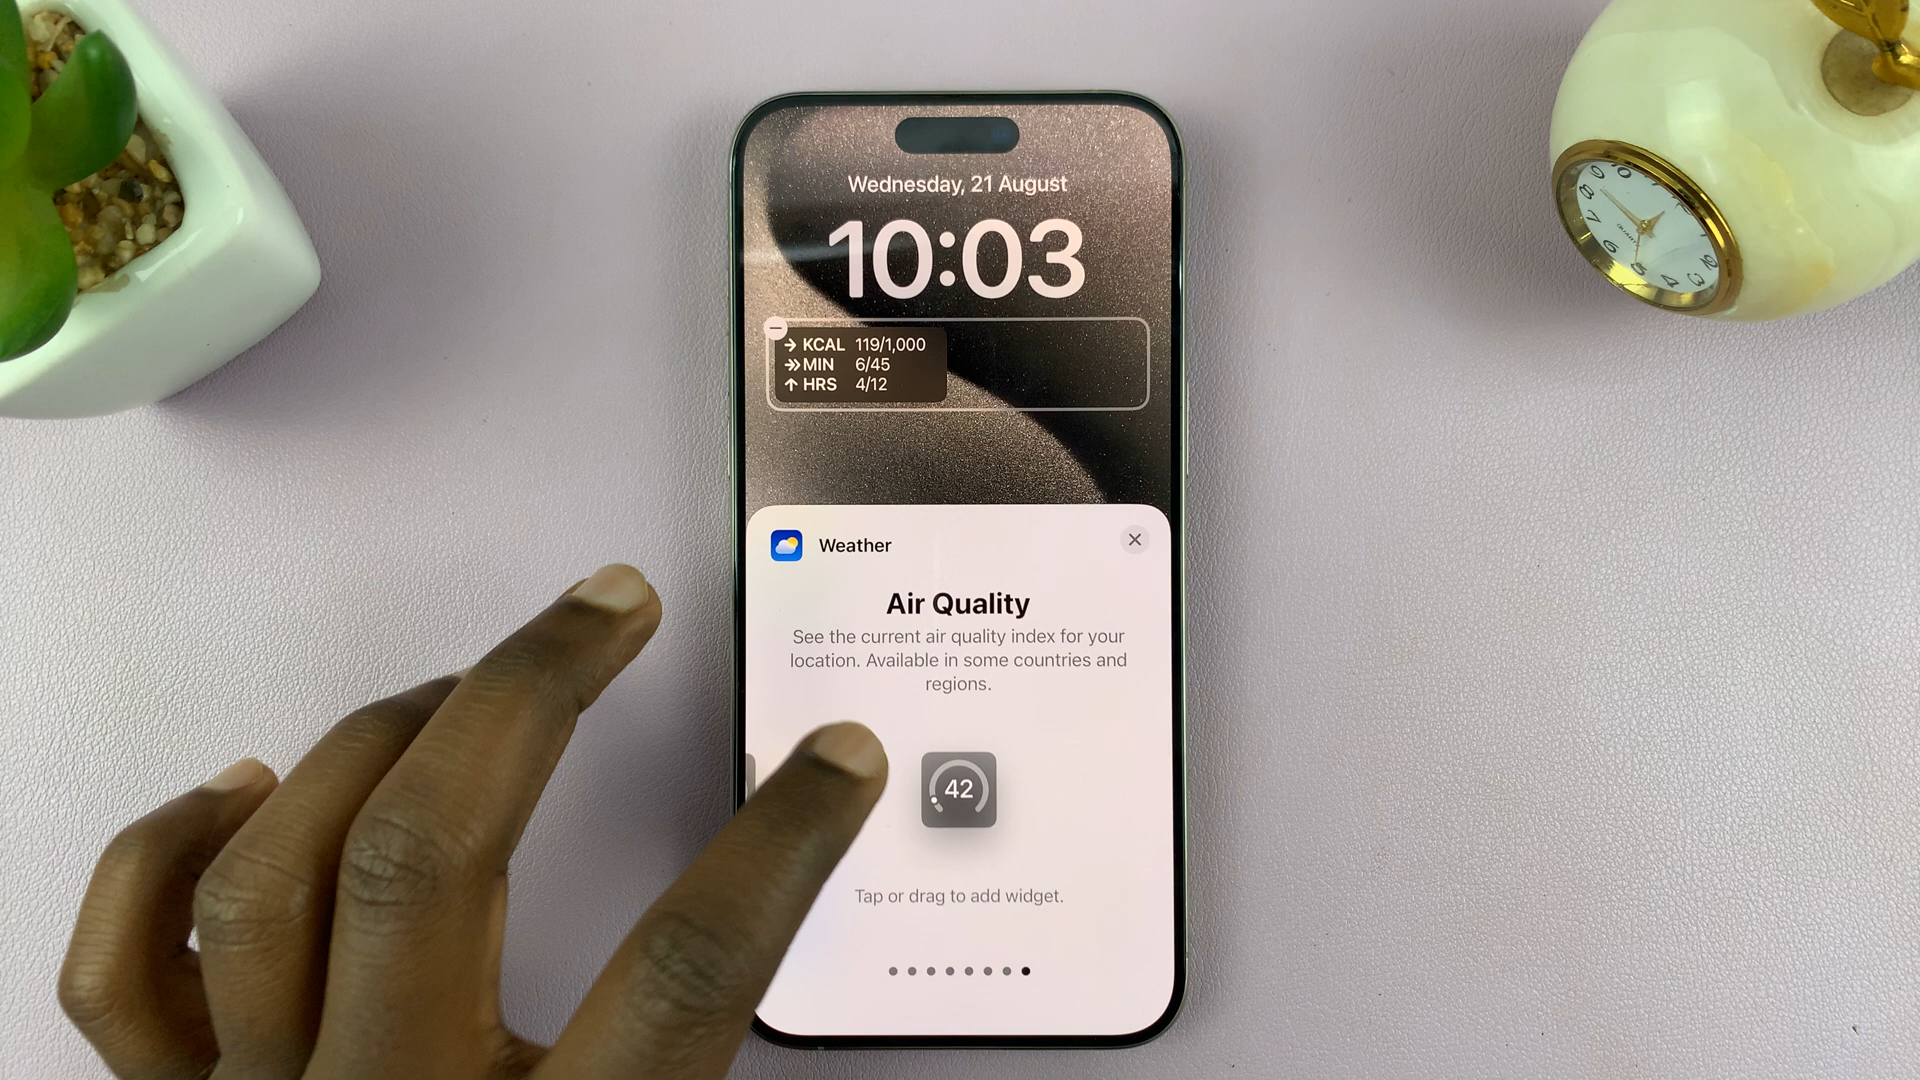 Wednesday, 21 August
10:03
→ KCAL 119/1,000
MIN 6/45
↑ HRS 4/12
Weather
Air Quality
See the current air quality index for your
location. Available in some countries and
regions.
42
Tap or drag to add widget.